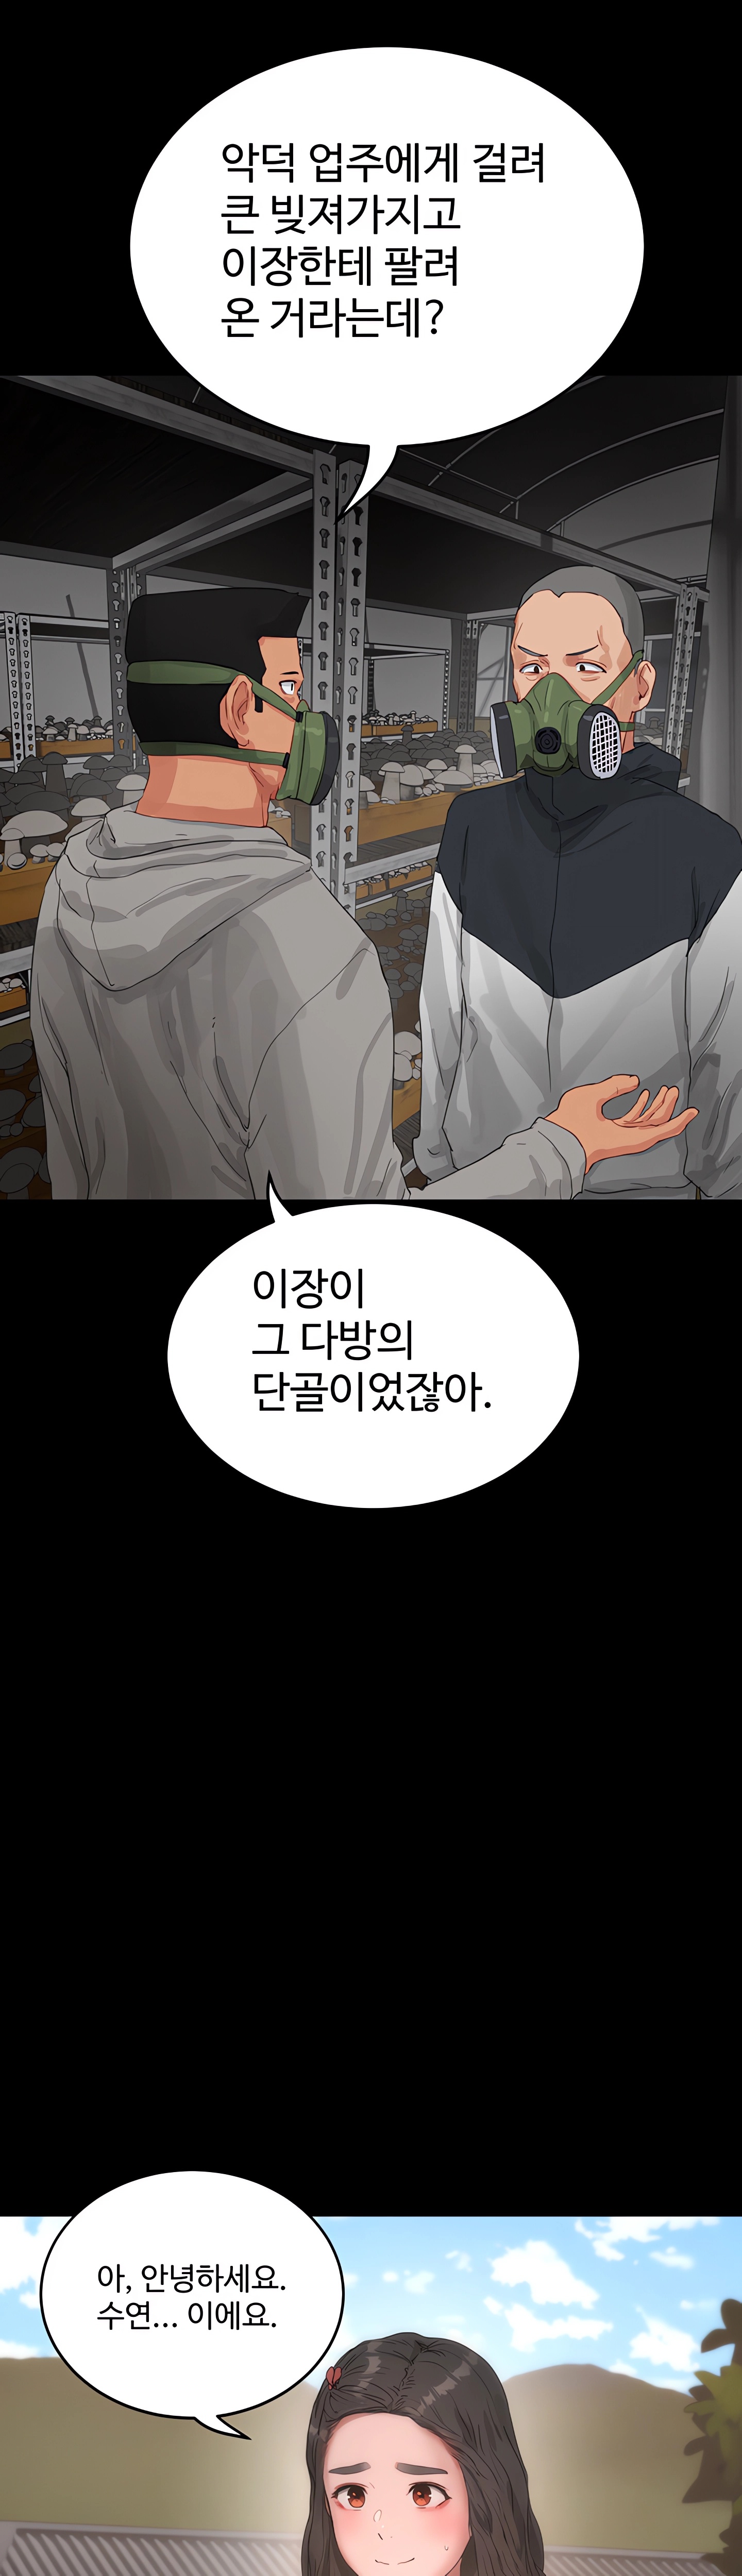 악덕 업주에게 걸려
큰 빚져가지고
이장한테 팔려
온 거라는데?
이장이
그 다방의
단골이었잖아.
아, 안녕하세요.
수연... 이에요.